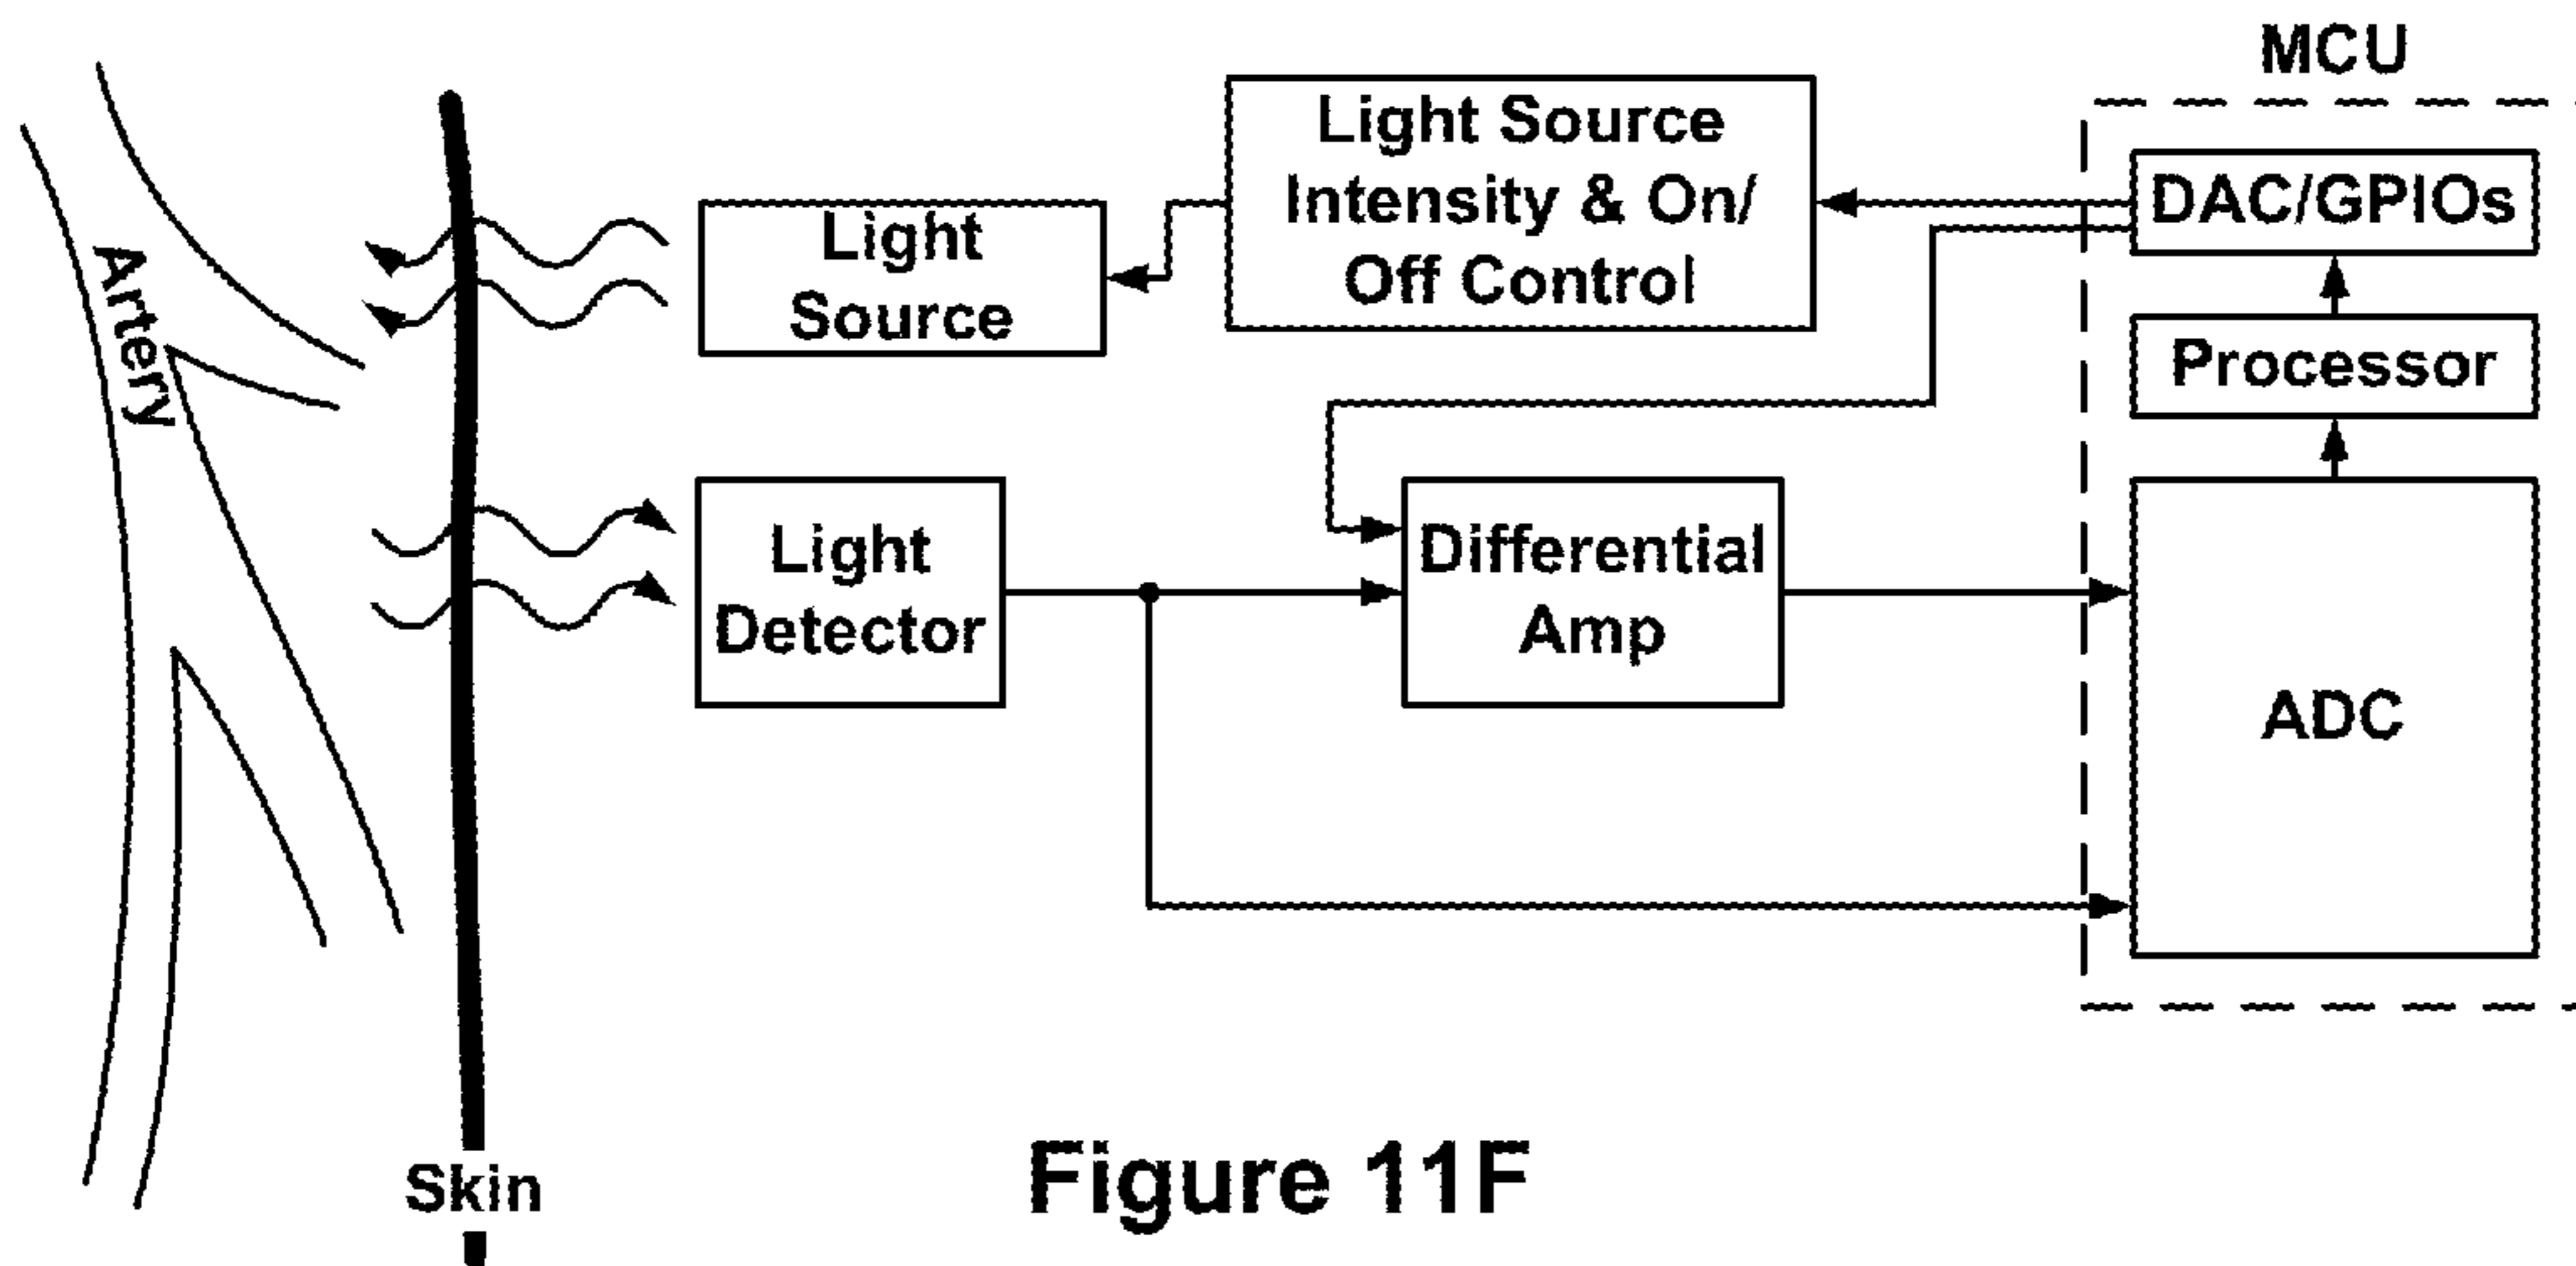 MCU
Light Source
Intensity & On/
Off Control
DAC/GPIOs
Light
Source
Artery
Processor
Light
Detector
Differential
Amp
ADC
Skin
Figure 11F